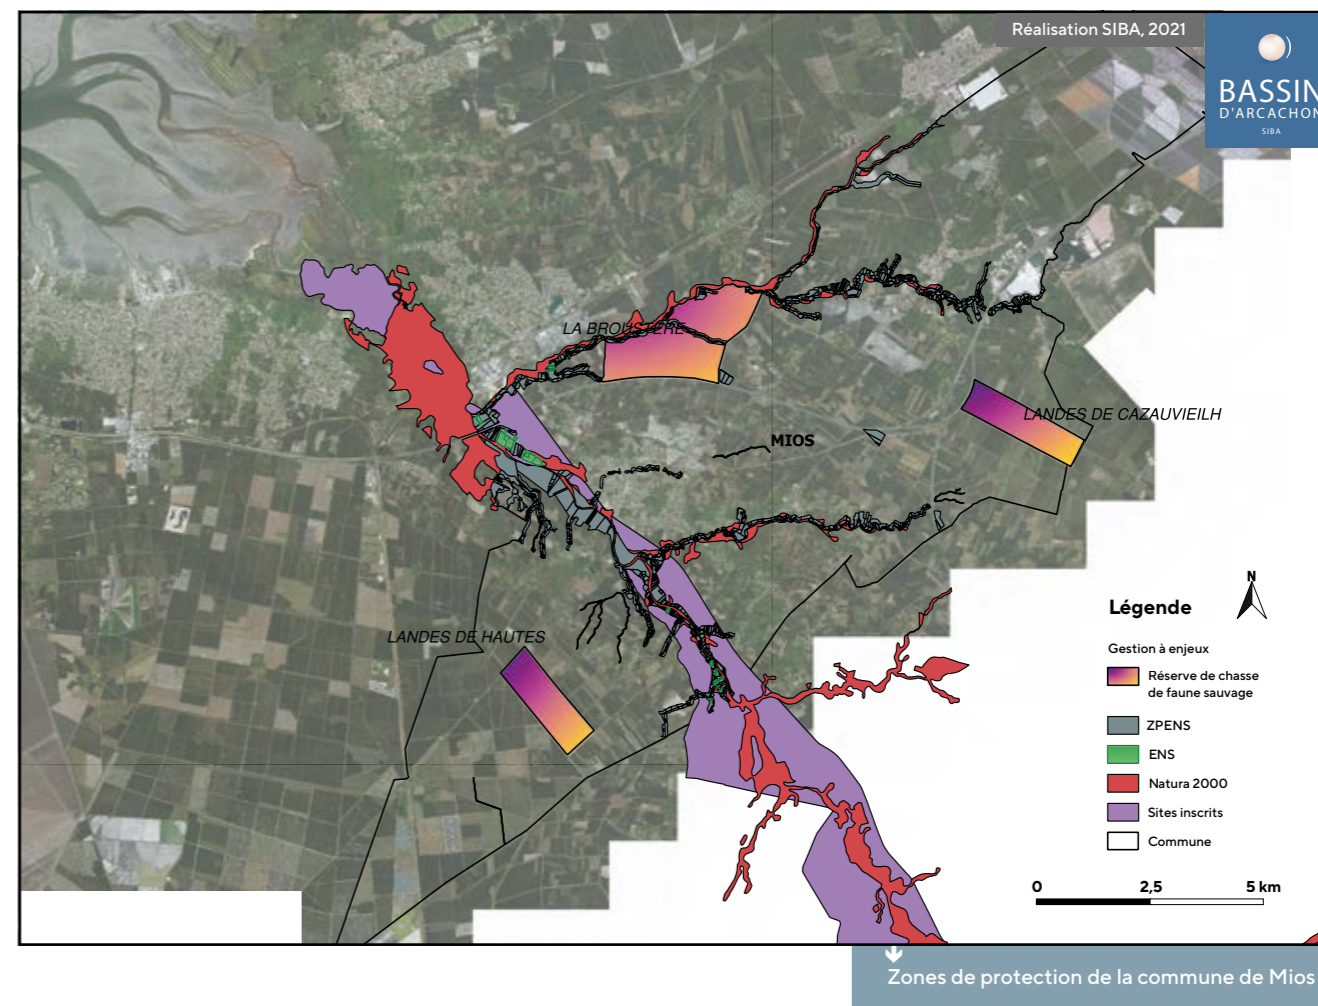 Réalisation SIBA, 2021
BASSIN
D'ARCACHON
SIBA
LA BROUSTERE
LANDES DE CAZAUVIEILH
MIOS
LANDES DE HAUTES
N
Légende
Gestion à enjeux
Réserve de chasse
de faune sauvage
ZPENS
ENS
Natura 2000
Sites inscrits
Commune
0 2,5 5 km
Zones de protection de la commune de Mios